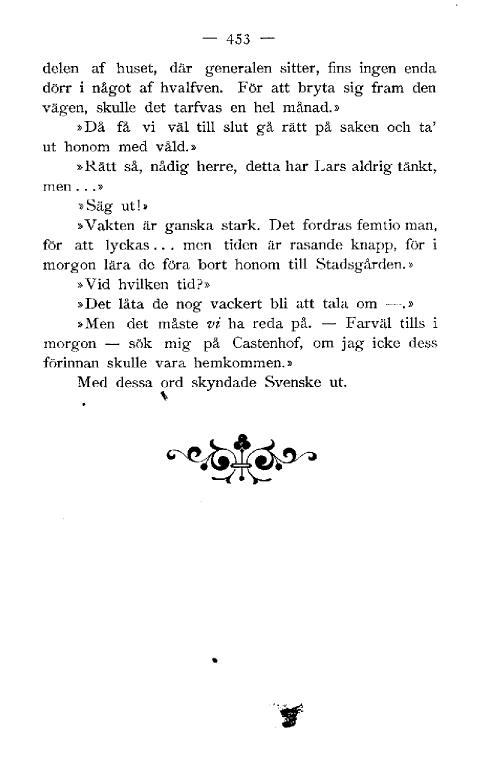 — 453 —
delen af huset, där generalen sitter, fins ingen enda
dörr i något af hvalfven. För att bryta sig fram den
vägen, skulle det tarfvas en hel månad.»
»Då få vi väl till slut gå rätt på saken och ta'
ut honom med våld.»
»Rätt så, nådig herre, detta har Lars aldrig tänkt,
men . . .»
»Säg ut!»
»Vakten är ganska stark. Det fordras femtio man,
för att lyckas . . . men tiden är rasande knapp, för i
morgon lära de föra bort honom till Stadsgården.»
»Vid hvilken tid?»
»Det låta de nog vackert bli att tala om —.»
»Men det måste vi ha reda på. — Farväl tills i
morgon — sök mig på Castenhof, om jag icke dess
förinnan skulle vara hemkommen.»
Med dessa ord skyndade Svenske ut.